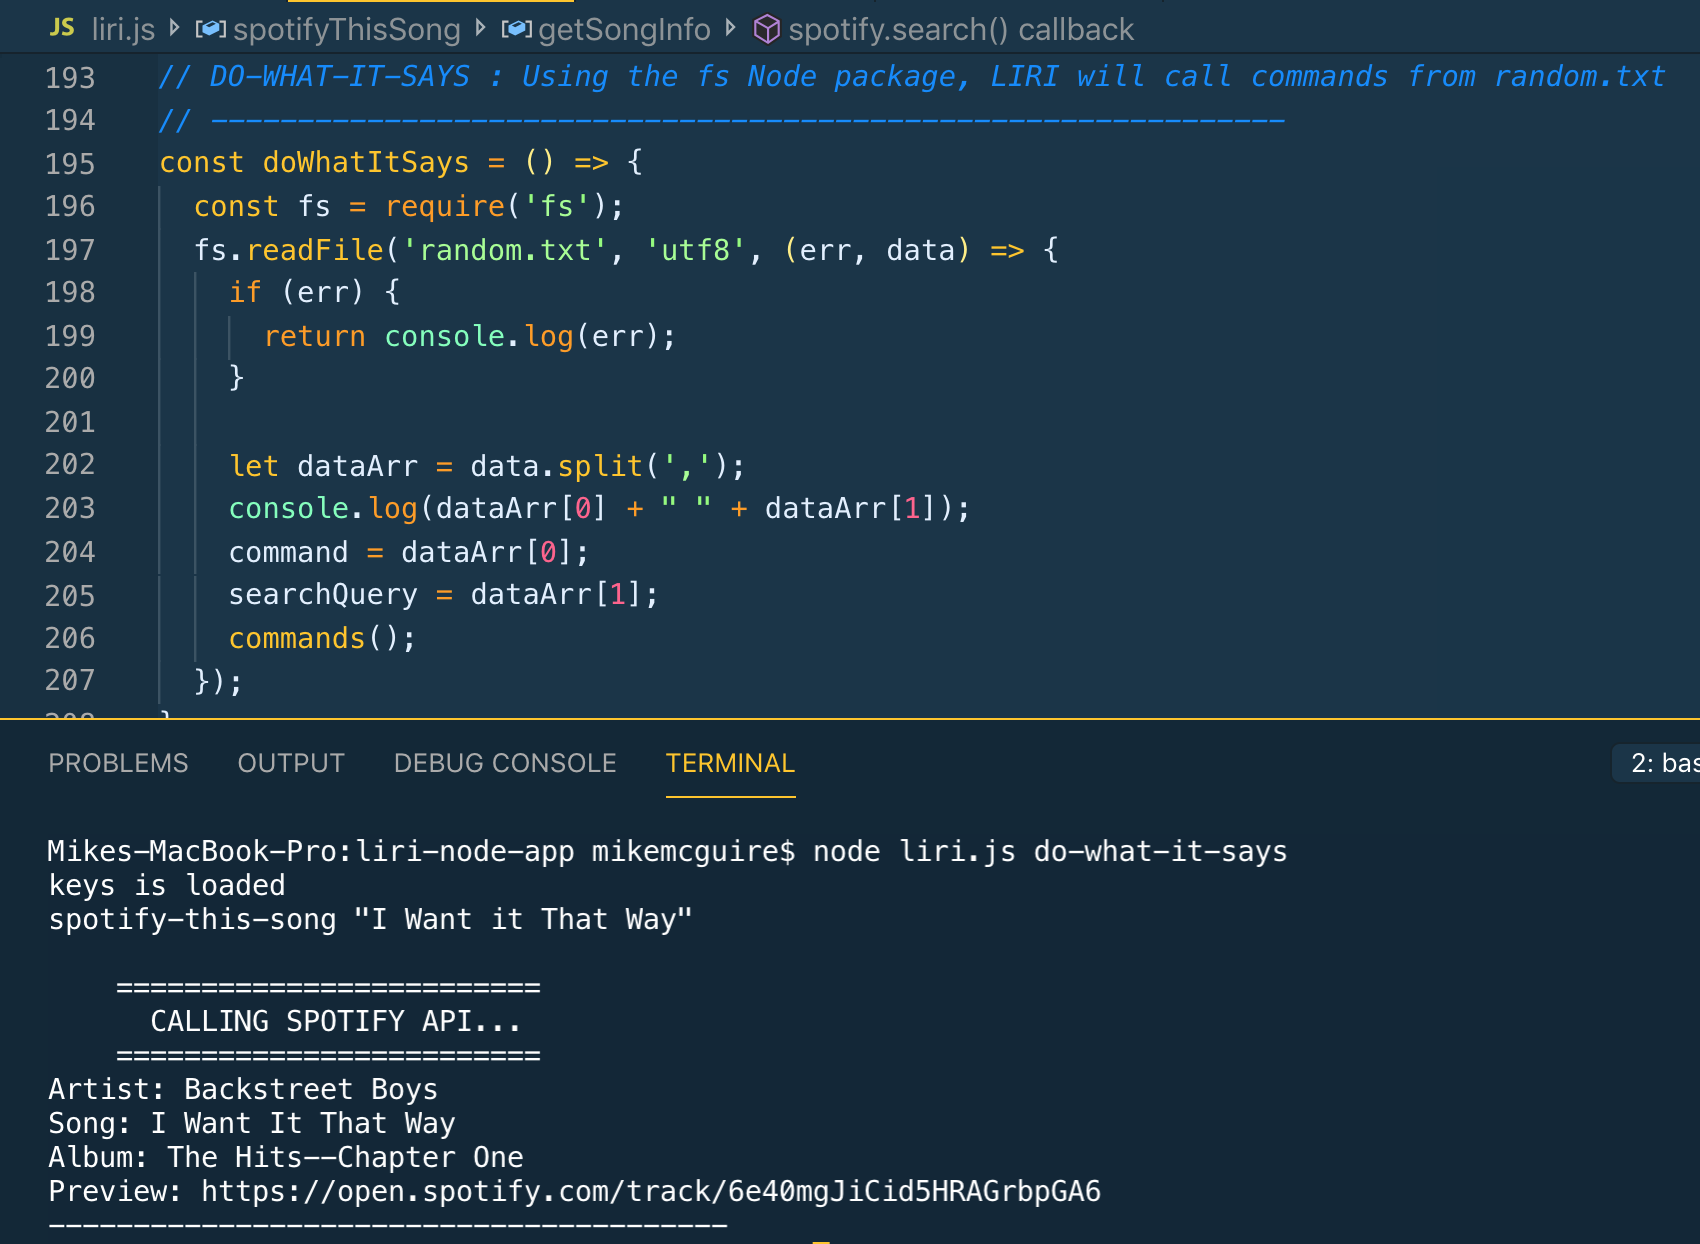 JS liri.js spotifyThisSong getSongInfo spotify.search() callback
193 // DO-WHAT-IT-SAYS : Using the fs Node package, LIRI will call commands from random.txt
194 // --------------------------------------------------------------
195 const doWhatItSays = () => {
196 const fs = require('fs');
197 fs.readFile('random.txt', 'utf8', (err, data) => {
198 if (err) {
199 return console.log(err);
200 }
201
202 let dataArr = data.split(',');
203 console.log(dataArr[0] + " " + dataArr[1]);
204 command = dataArr[0];
205 searchQuery = dataArr[1];
206 commands();
207 });
PROBLEMS OUTPUT DEBUG CONSOLE TERMINAL 2: bas
Mikes-MacBook-Pro:liri-node-app mikemcguire$ node liri.js do-what-it-says
keys is loaded
spotify-this-song "I Want it That Way"
=========================
CALLING SPOTIFY API...
=========================
Artist: Backstreet Boys
Song: I Want It That Way
Album: The Hits--Chapter One
Preview: https://open.spotify.com/track/6e40mgJiCid5HRAGrbpGA6
----------------------------------------